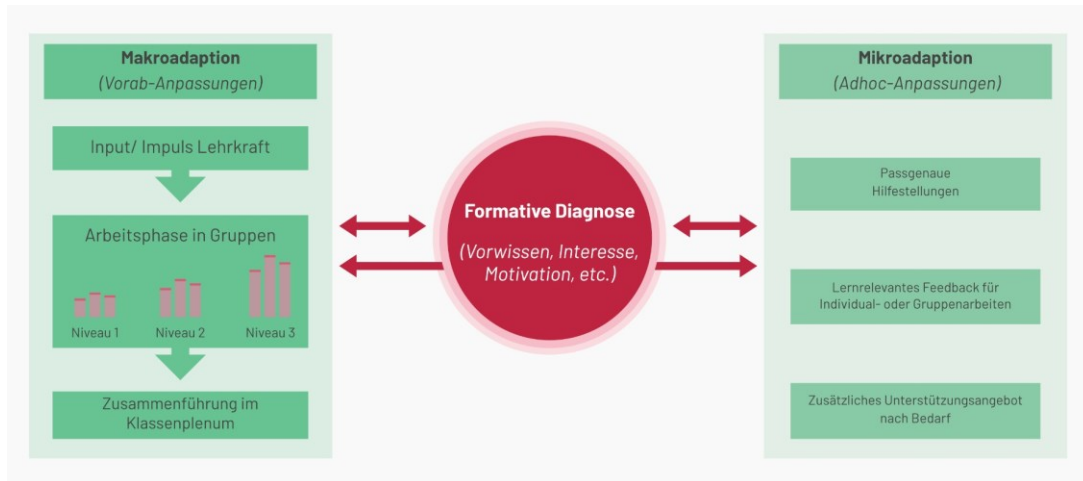 Makroadaption
(Vorab-Anpassungen)
Input/ Impuls Lehrkraft
Arbeitsphase in Gruppen
Niveau 1
Niveau 2
Niveau 3
Zusammenführung im
Klassenplenum
Formative Diagnose
(Vorwissen, Interesse,
Motivation, etc.)
Mikroadaption
(Adhoc-Anpassungen)
Passgenaue
Hilfestellungen
Lernrelevantes Feedback für
Individual- oder Gruppenarbeiten
Zusätzliches Unterstützungsangebot
nach Bedarf